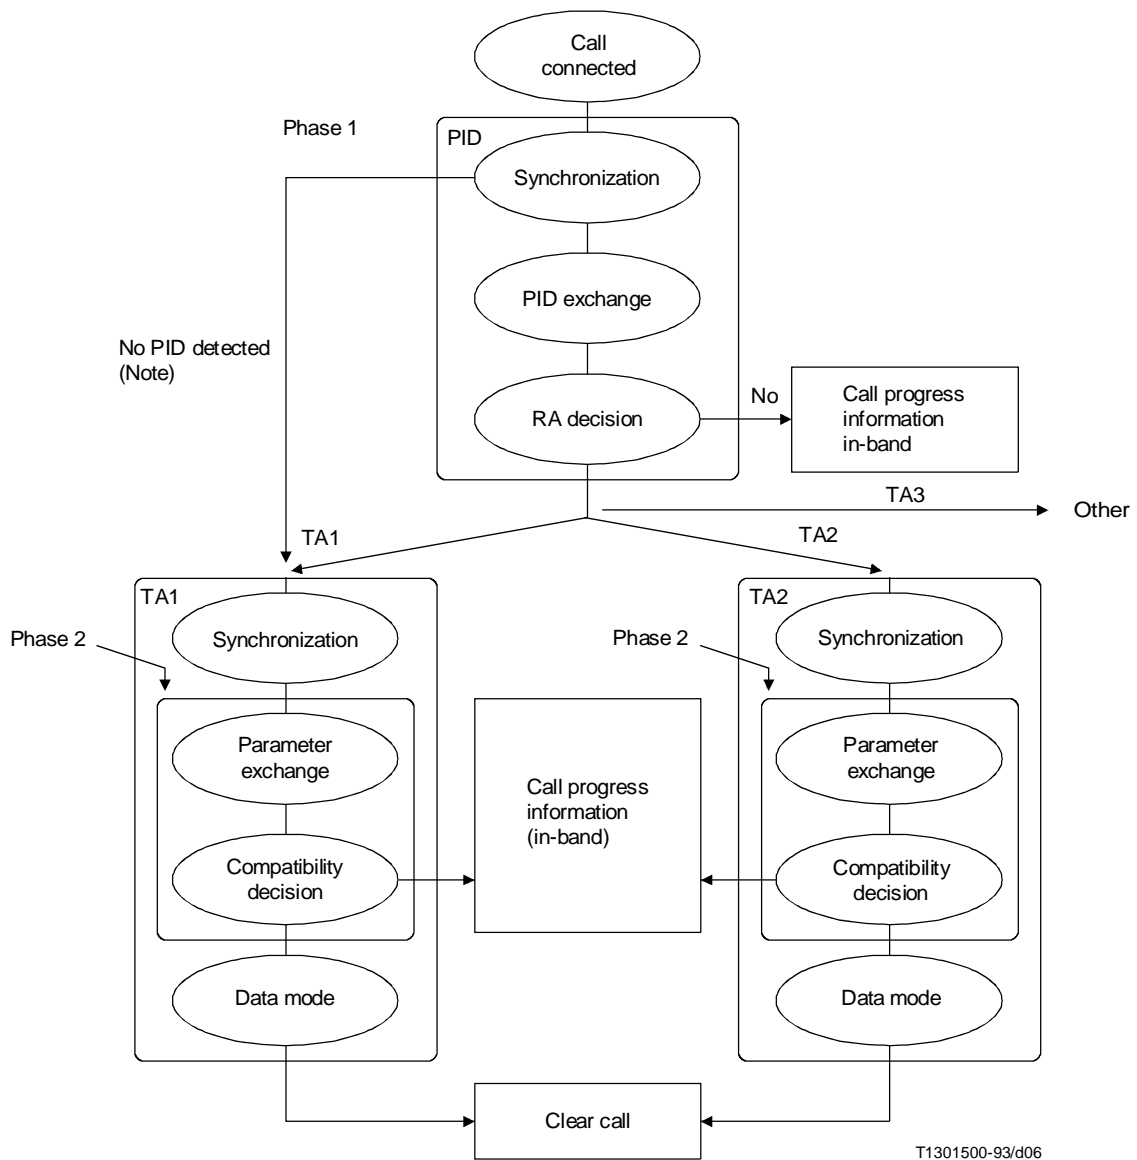 Call
connected
Phase 1
PID
Synchronization
PID exchange
No PID detected
(Note)
RA decision
No
Call progress
information
in-band
TA3
Other
TA1
TA2
TA1
TA2
Phase 2
Synchronization
Phase 2
Synchronization
Parameter
exchange
Call progress
information
(in-band)
Parameter
exchange
Compatibility
decision
Compatibility
decision
Data mode
Data mode
Clear call
T1301500-93/d06